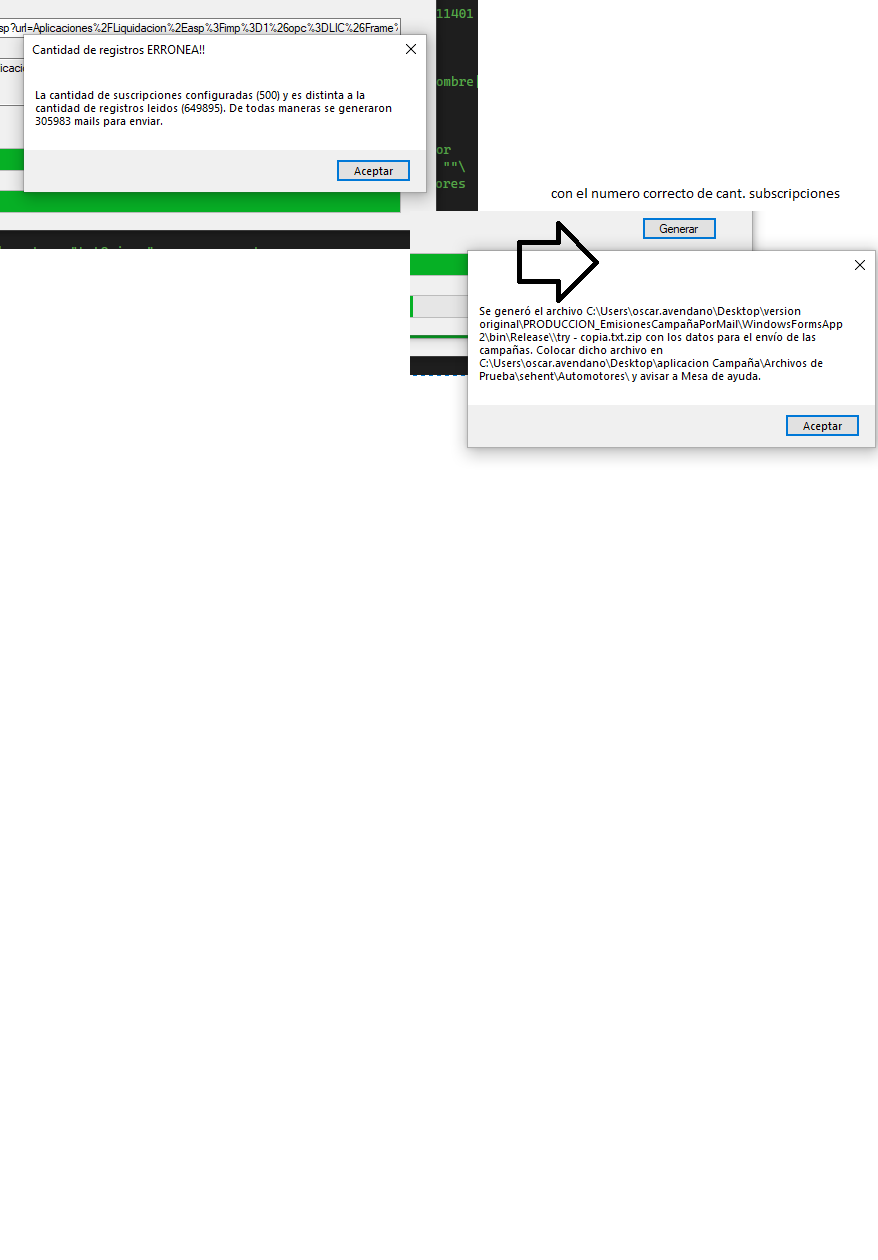 sp?url=Aplicaciones%2FLiquidacion%2Easp%3Fimp%3D1%26opc%3DLIC%26Frame%
Cantidad de registros ERRONEA!!
icacio
La cantidad de suscripciones configuradas (500) y es distinta a la
cantidad de registros leidos (649895). De todas maneras se generaron
305983 mails para enviar.
Aceptar
11401
ombre|
or
""\
ores
con el numero correcto de cant. subscripciones
Generar
Se generó el archivo C:\Users\oscar.avendano\Desktop\version
original\PRODUCCION_EmisionesCampañaPorMail\WindowsFormsApp
2\bin\Release\\try - copia.txt.zip con los datos para el envío de las
campañas. Colocar dicho archivo en
C:\Users\oscar.avendano\Desktop\aplicacion Campaña\Archivos de
Prueba\sehent\Automotores\ y avisar a Mesa de ayuda.
Aceptar